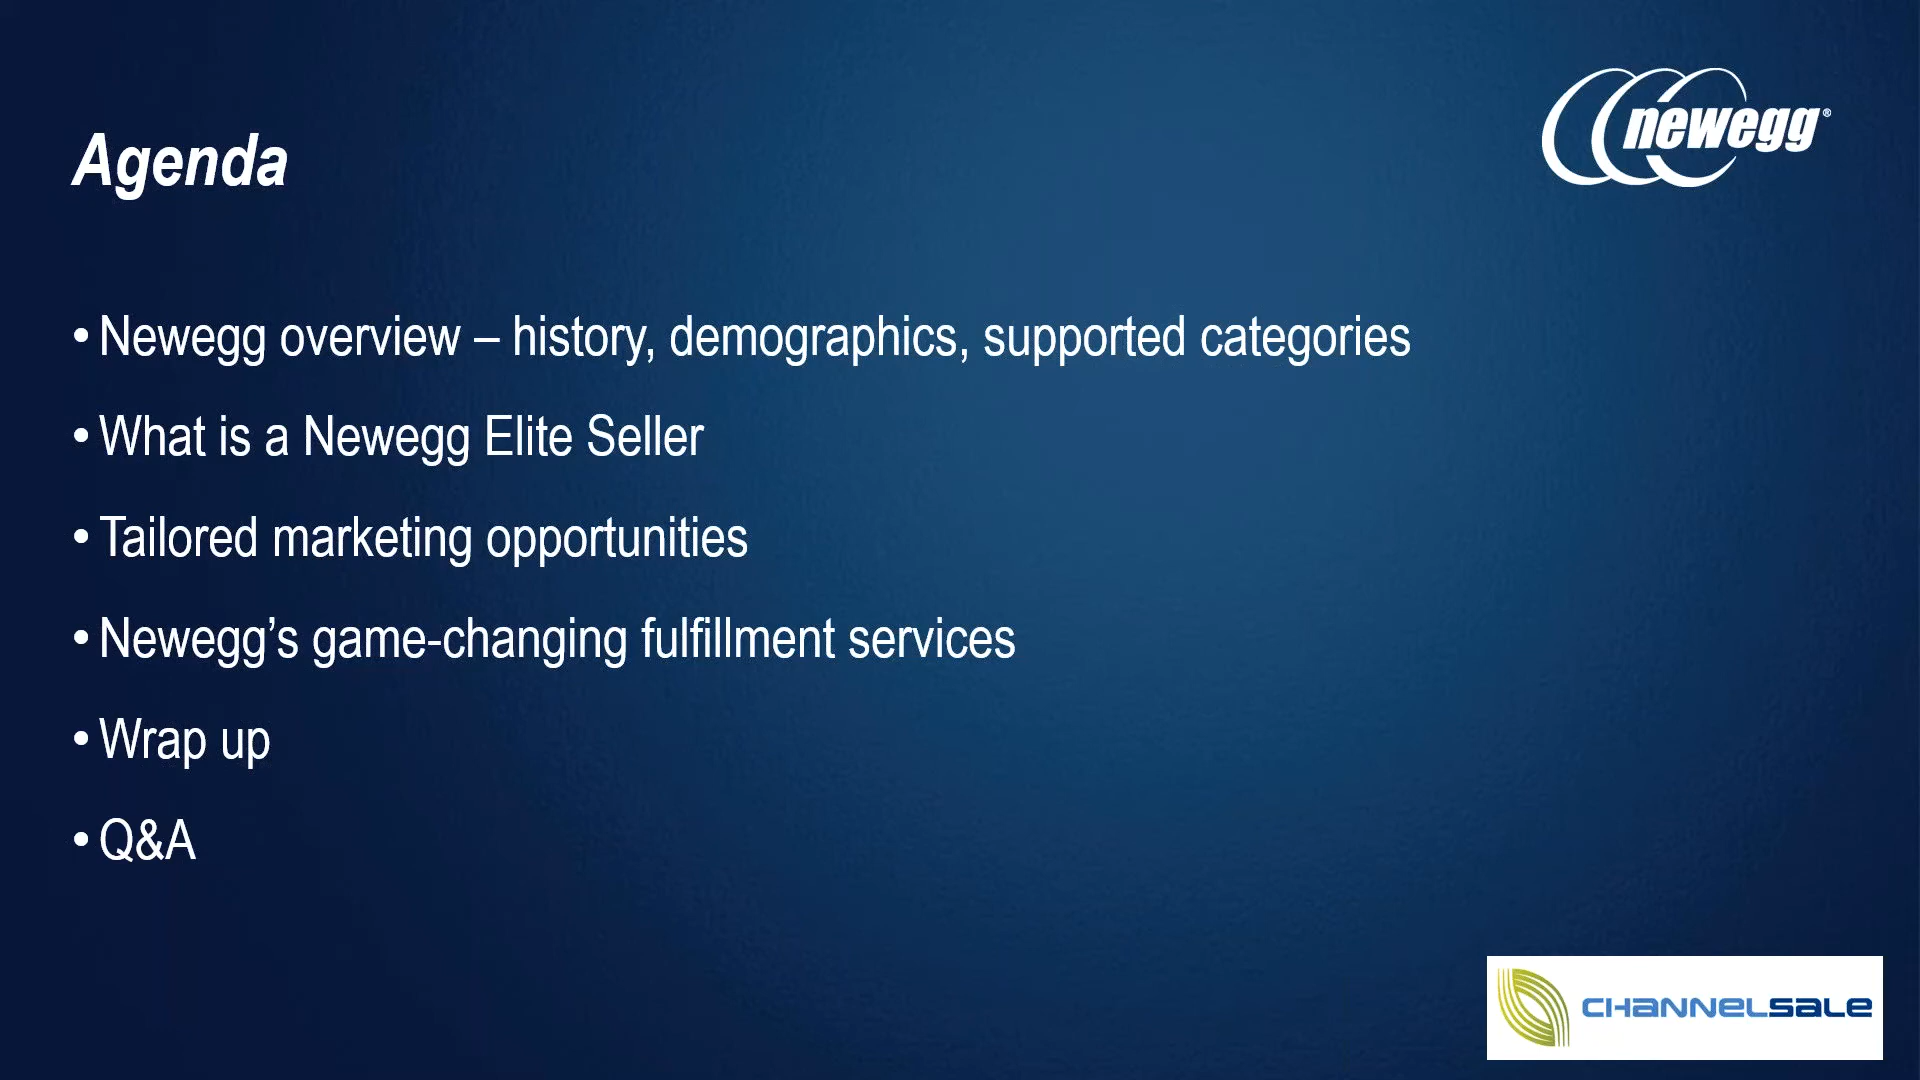 newegg®
Agenda
• Newegg overview – history, demographics, supported categories
• What is a Newegg Elite Seller
• Tailored marketing opportunities
• Newegg’s game-changing fulfillment services
• Wrap up
• Q&A
CHANNELSALE